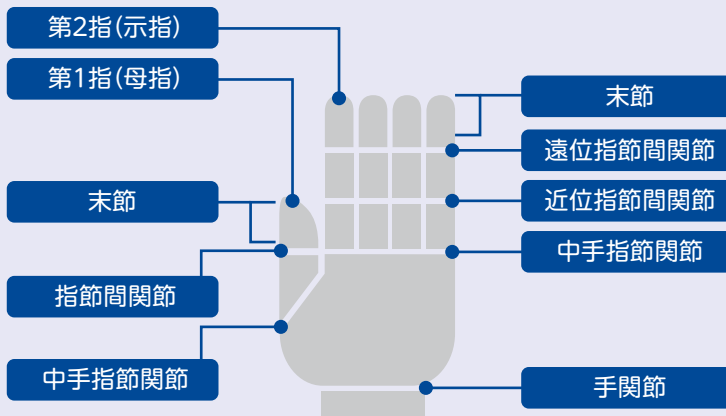 第2指(示指)
第1指(母指)
末節
指節間関節
中手指節関節
末節
遠位指節間関節
近位指節間関節
中手指節関節
手関節